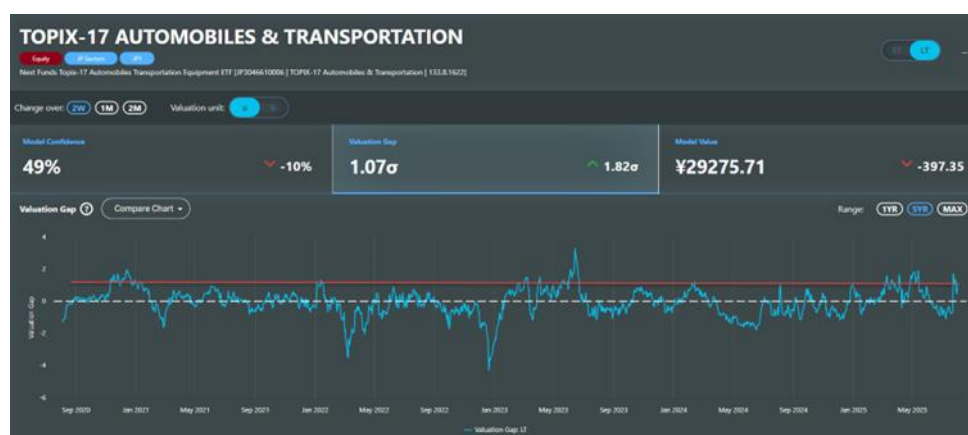 TOPIX-17 AUTOMOBILES & TRANSPORTATION
Equity JP Sectors JPY
Next Funds Topix-17 Automobiles Transportation Equipment ETF [JP3046610006 | TOPIX-17 Automobiles & Transportation | 133.8.1622]
LT
Change over: 2W 1M 2M Valuation unit: σ %
Model Confidence
49% -10%
Valuation Gap
1.07σ 1.82σ
Model Value
¥29275.71 -397.35
Valuation Gap ? Compare Chart
Range: 1YR 5YR MAX
4
2
0
-2
-4
-6
Valuation Gap
Sep 2020 Jan 2021 May 2021 Sep 2021 Jan 2022 May 2022 Sep 2022 Jan 2023 May 2023 Sep 2023 Jan 2024 May 2024 Sep 2024 Jan 2025 May 2025
Valuation Gap: LT